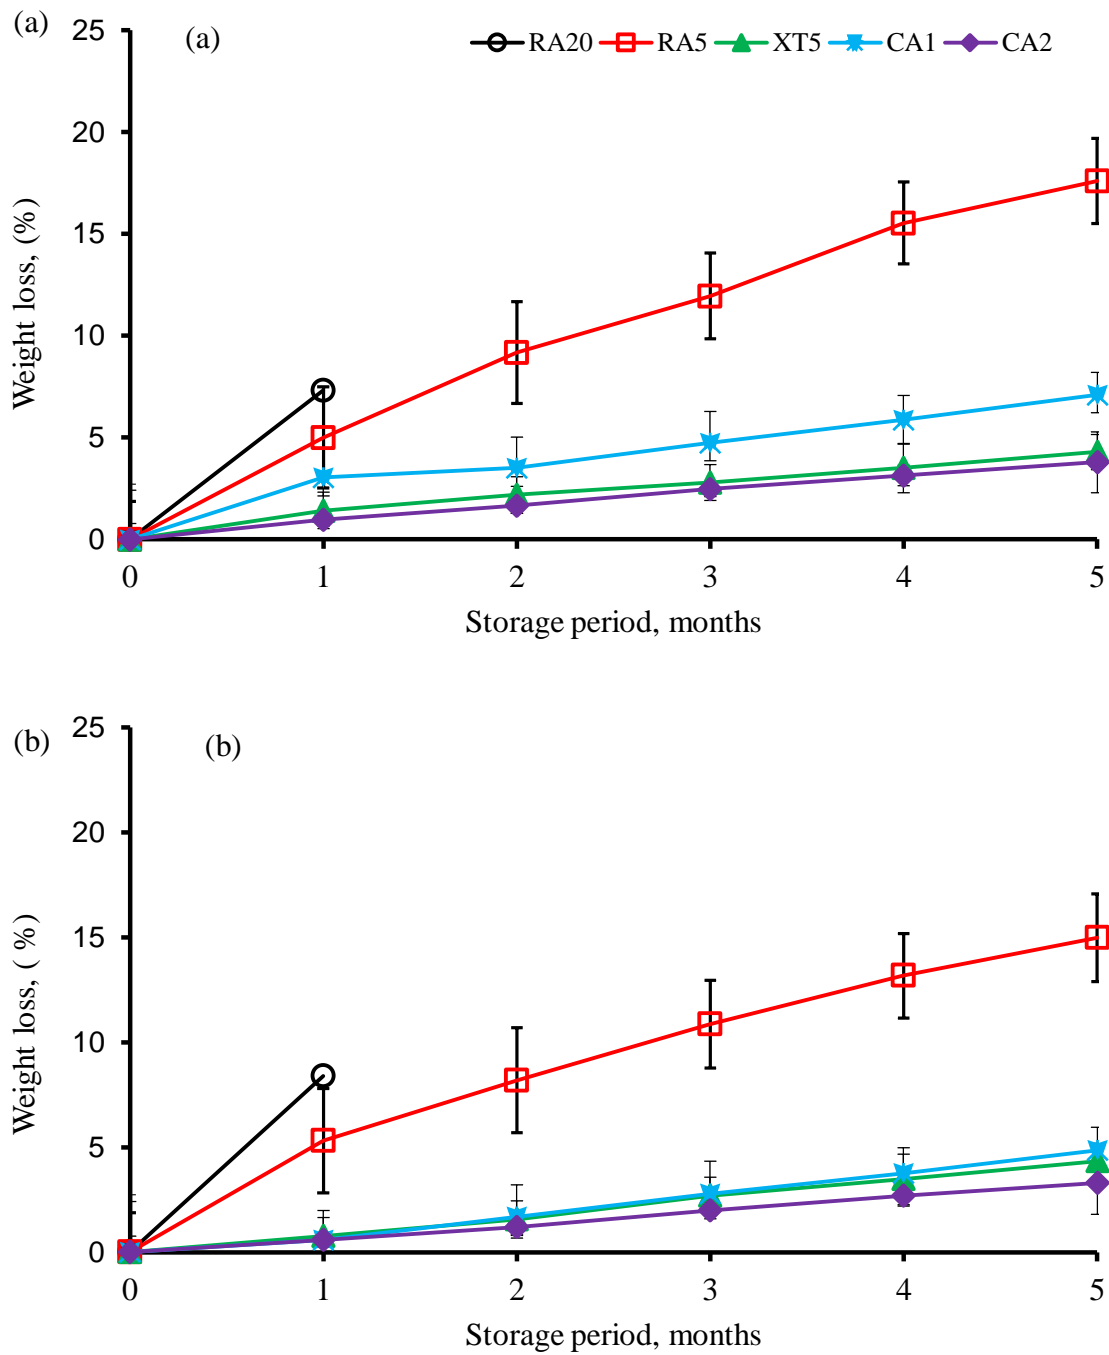 (a)
(a)
RA20 RA5 XT5 CA1 CA2
25
20
15
10
5
0
Weight loss, (%)
0 1 2 3 4 5
Storage period, months
(b)
(b)
25
20
15
10
5
0
Weight loss, ( %)
0 1 2 3 4 5
Storage period, months